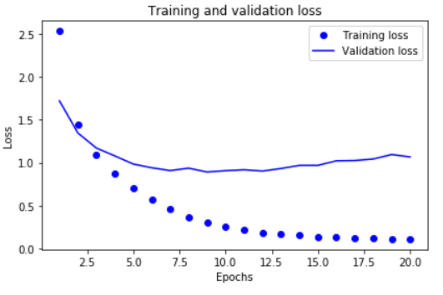 Training and validation loss
Training loss
Validation loss
Loss
2.5
2.0
1.5
1.0
0.5
0.0
2.5 5.0 7.5 10.0 12.5 15.0 17.5 20.0
Epochs